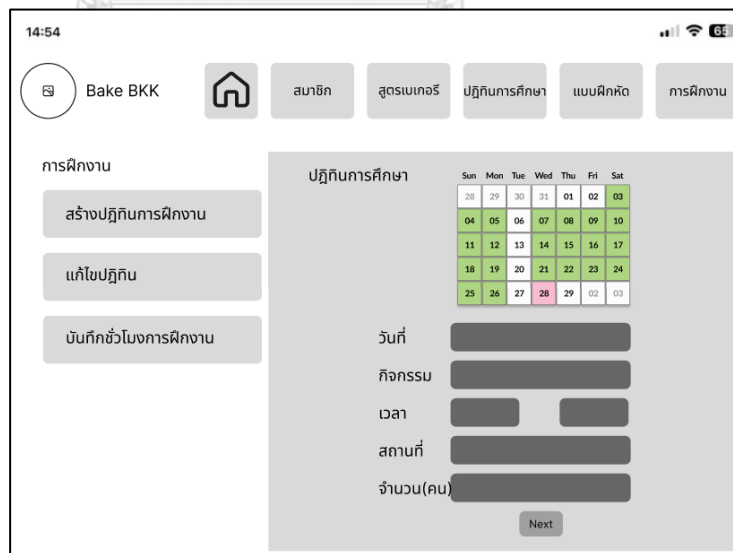 14:54
65
Bake BKK
สมาชิก
สูตรเบเกอรี
ปฏิทินการศึกษา
แบบฝึกหัด
การฝึกงาน
การฝึกงาน
สร้างปฏิทินการฝึกงาน
แก้ไขปฏิทิน
บันทึกชั่วโมงการฝึกงาน
ปฏิทินการศึกษา
Sun Mon Tue Wed Thu Fri Sat
28 29 30 31 01 02 03
04 05 06 07 08 09 10
11 12 13 14 15 16 17
18 19 20 21 22 23 24
25 26 27 28 29 02 03
วันที่
กิจกรรม
เวลา
สถานที่
จำนวน(คน)
Next